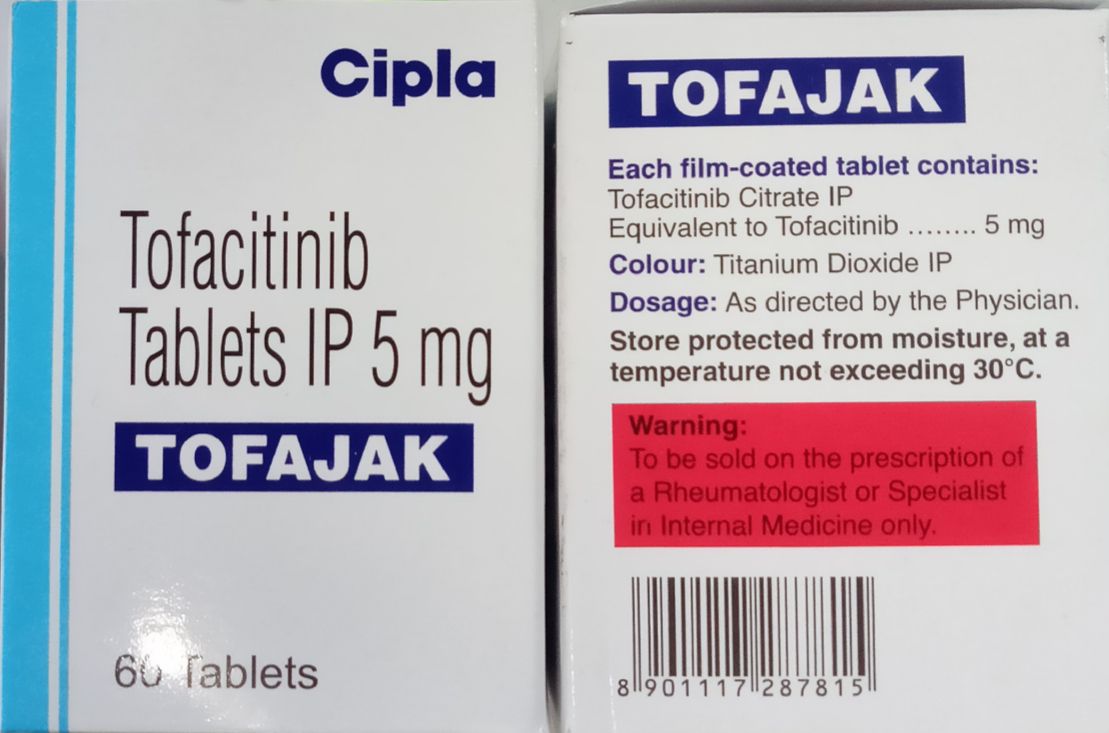 Cipla
Tofacitinib
Tablets IP 5 mg
TOFAJAK
60 Tablets
TOFAJAK
Each film-coated tablet contains:
Tofacitinib Citrate IP
Equivalent to Tofacitinib ........ 5 mg
Colour: Titanium Dioxide IP
Dosage: As directed by the Physician.
Store protected from moisture, at a
temperature not exceeding 30°C.
Warning:
To be sold on the prescription of
a Rheumatologist or Specialist
in Internal Medicine only.
8 901117 287815